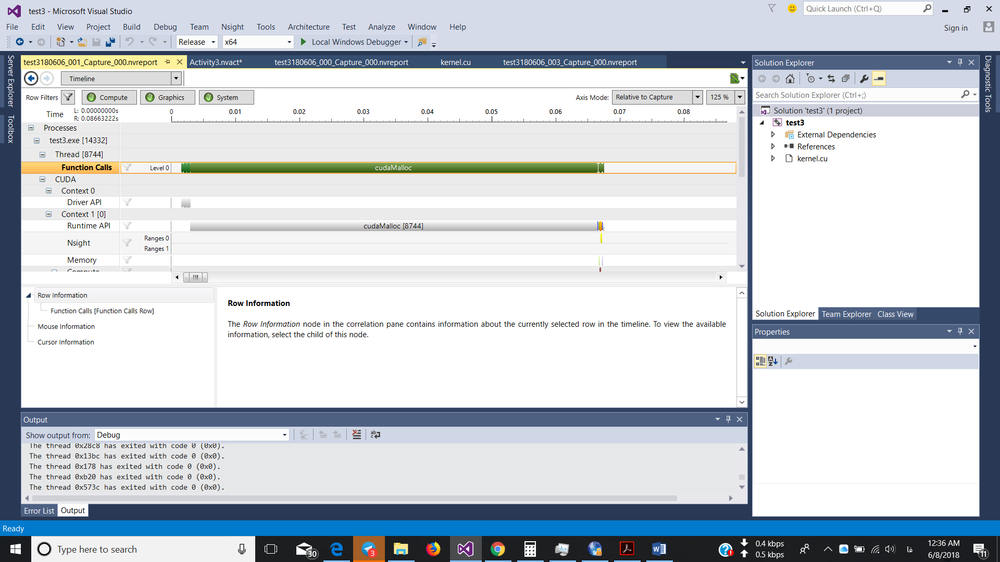 test3 - Microsoft Visual Studio
Quick Launch (Ctrl+Q)
File Edit View Project Build Debug Team Nsight Tools Architecture Test Analyze Window Help
Sign in
Release x64 Local Windows Debugger
Server Explorer
Toolbox
test3180606_001_Capture_000.nvreport Activity3.nvact* test3180606_000_Capture_000.nvreport kernel.cu test3180606_003_Capture_000.nvreport
Timeline
Row Filters Compute Graphics System Axis Mode: Relative to Capture 125 %
Time L: 0.00000000s 0 0.01 0.02 0.03 0.04 0.05 0.06 0.07 0.08
R: 0.08663222s
Processes
test3.exe [14332]
Thread [8744]
Function Calls Level 0 cudaMalloc
CUDA
Context 0
Driver API
Context 1 [0]
Runtime API cudaMalloc [8744]
Nsight Ranges 0
Ranges 1
Memory
Compute
Row Information
Function Calls [Function Calls Row]
Mouse Information
Cursor Information
Row Information
The Row Information node in the correlation pane contains information about the currently selected row in the timeline. To view the available
information, select the child of this node.
Output
Show output from: Debug
The thread 0x28c8 has exited with code 0 (0x0).
The thread 0x13bc has exited with code 0 (0x0).
The thread 0x178 has exited with code 0 (0x0).
The thread 0xb20 has exited with code 0 (0x0).
The thread 0x573c has exited with code 0 (0x0).
Error List Output
Solution Explorer
Search Solution Explorer (Ctrl+;)
Solution 'test3' (1 project)
test3
External Dependencies
References
kernel.cu
Solution Explorer Team Explorer Class View
Properties
Diagnostic Tools
Ready
Type here to search
30
3
0.4 kbps
0.5 kbps
فا
12:36 AM
6/8/2018
11